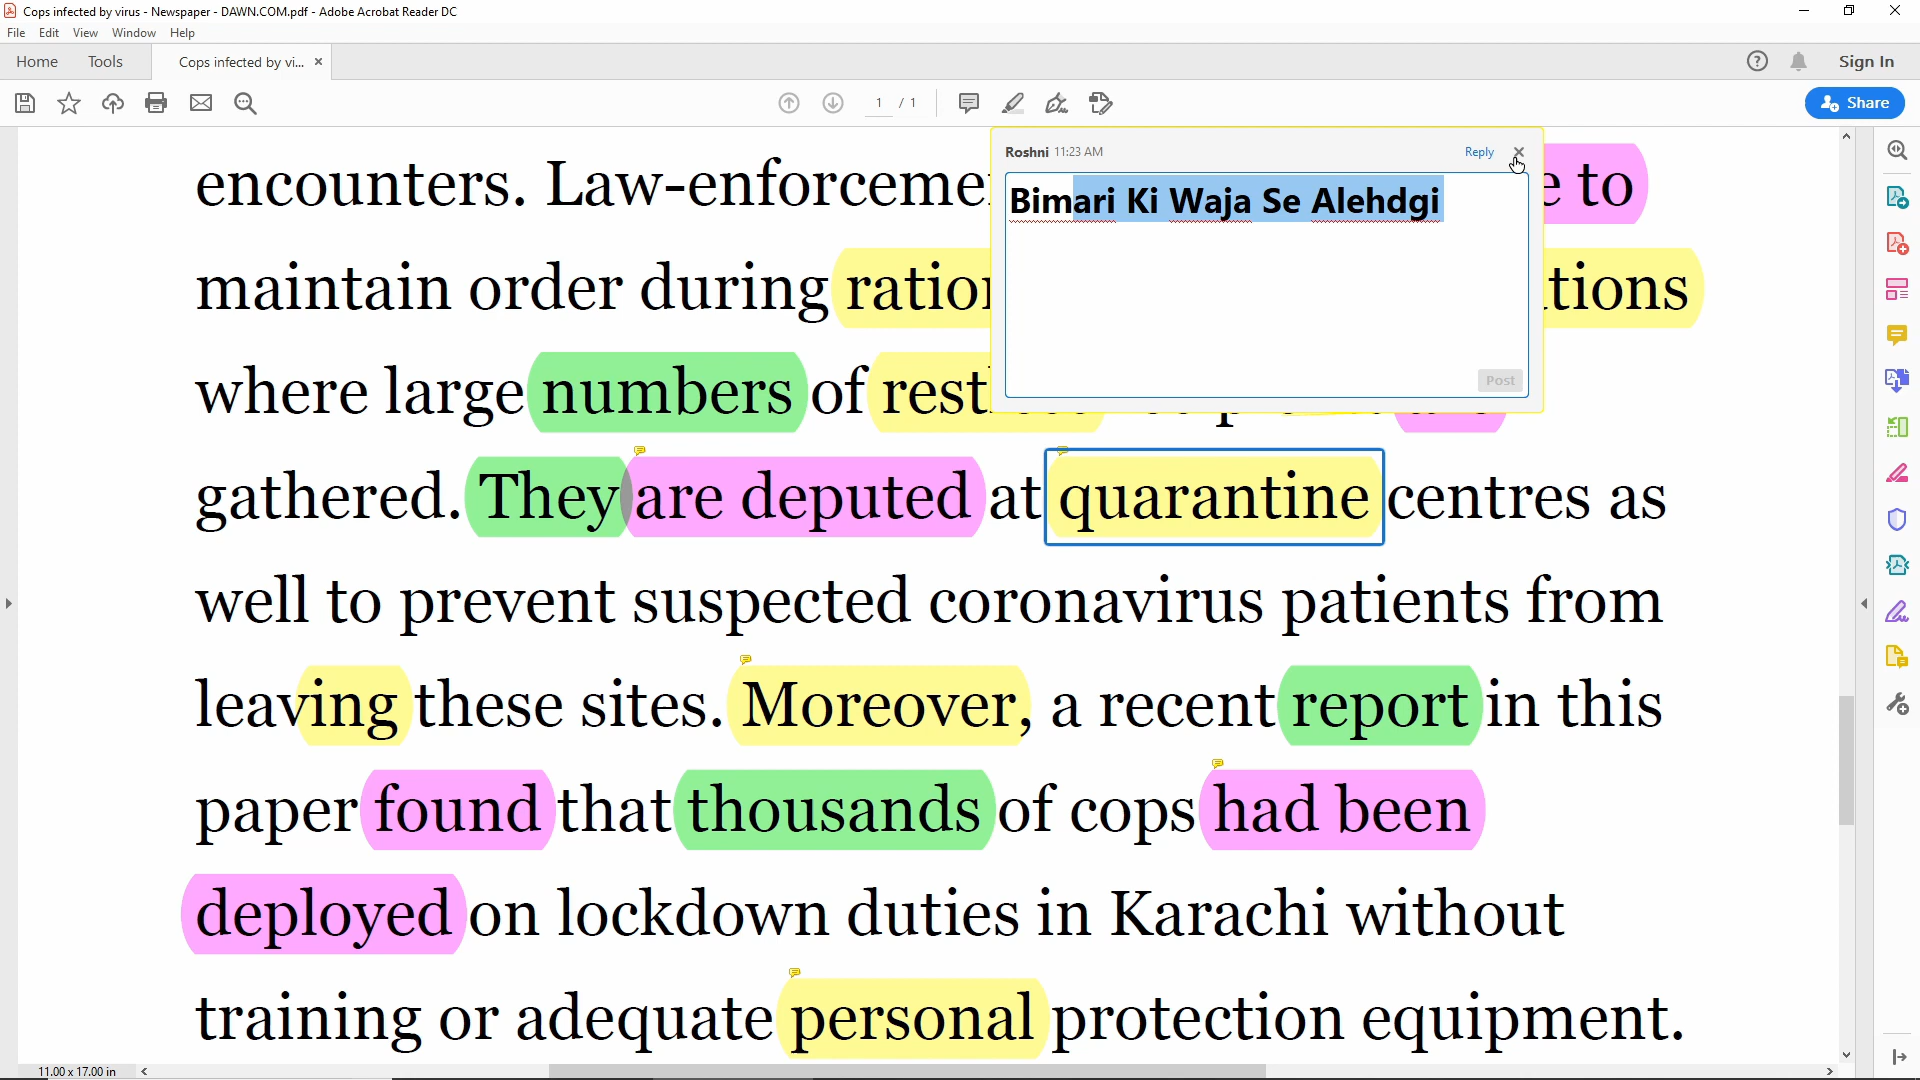 Cops infected by virus - Newspaper - DAWN.COM.pdf - Adobe Acrobat Reader DC
File Edit View Window Help
Home Tools Cops infected by vi... Sign In
1 / 1 Share
Roshni 11:23 AM Reply
Bimari Ki Waja Se Alehdgi
Post
encounters. to
maintain order during
where large numbers of
gathered. They are deputed at quarantine centres as
well to prevent suspected coronavirus patients from
leaving these sites. Moreover, a recent report in this
paper found that thousands of cops had been
deployed on lockdown duties in Karachi without
training or adequate personal protection equipment.
11.00 x 17.00 in